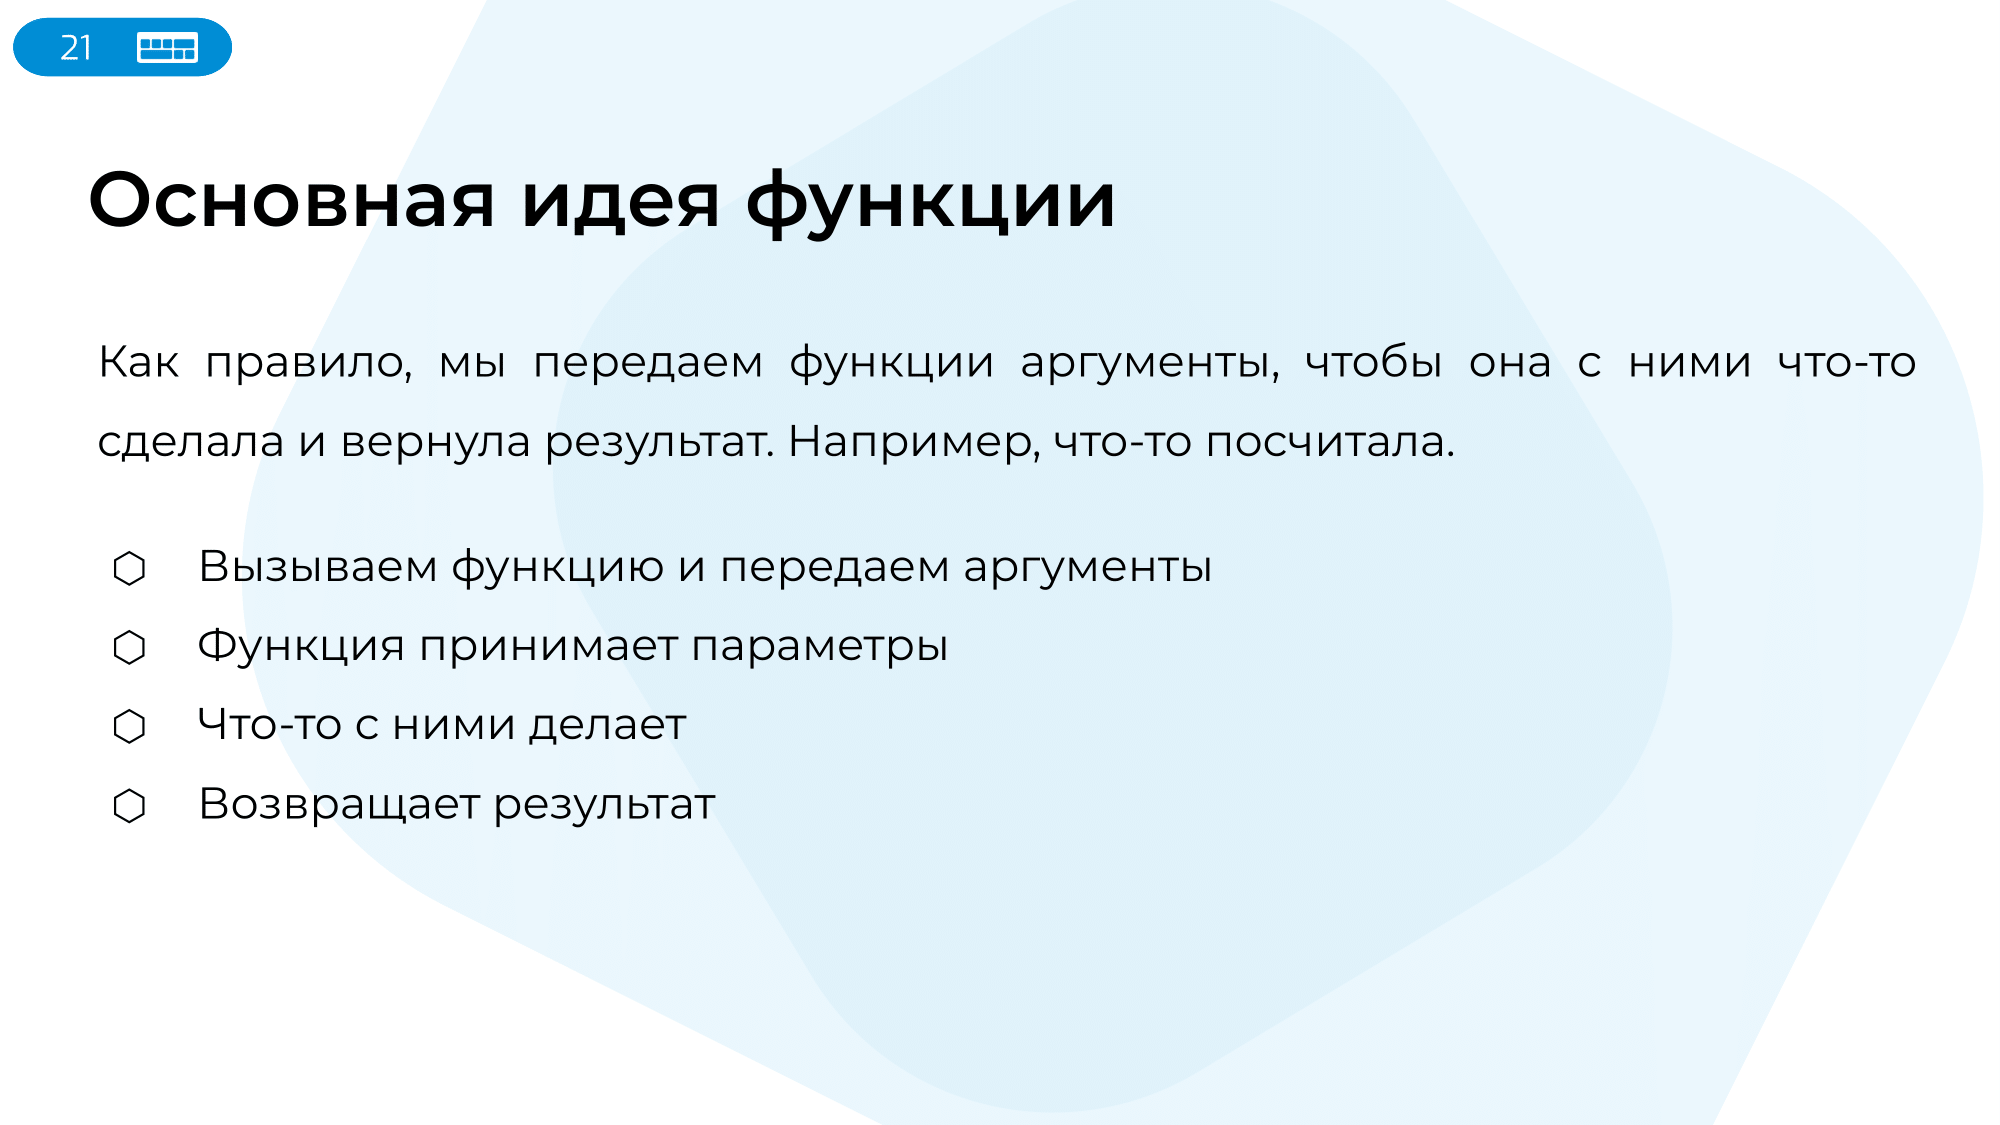 21
Основная идея функции
Как правило, мы передаем функции аргументы, чтобы она с ними что-то
сделала и вернула результат. Например, что-то посчитала.
Вызываем функцию и передаем аргументы
Функция принимает параметры
Что-то с ними делает
Возвращает результат